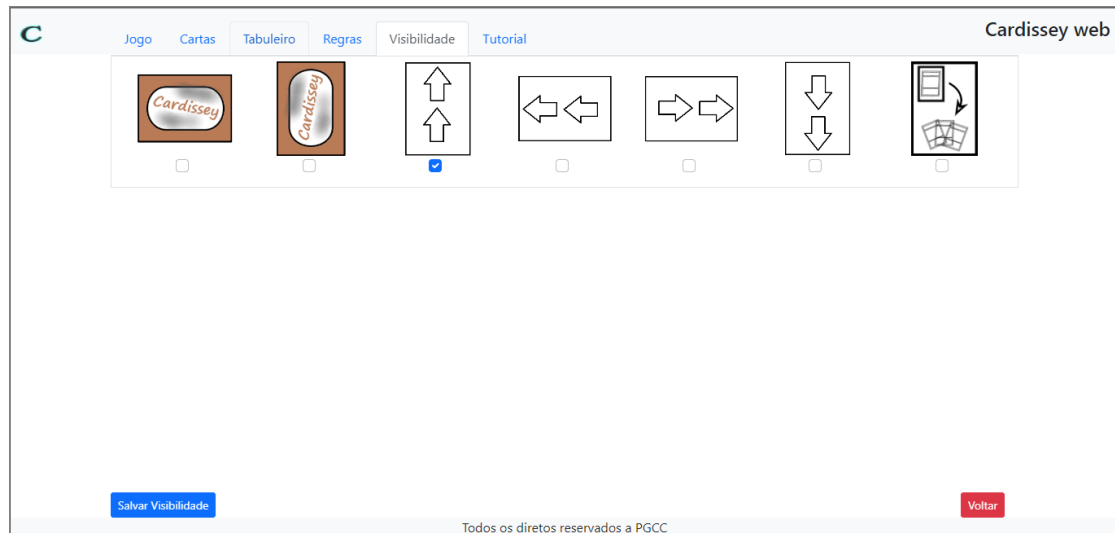 C
Cardissey web
Jogo Cartas Tabuleiro Regras Visibilidade Tutorial
Cardissey
Cardissey
Salvar Visibilidade
Voltar
Todos os diretos reservados a PGCC